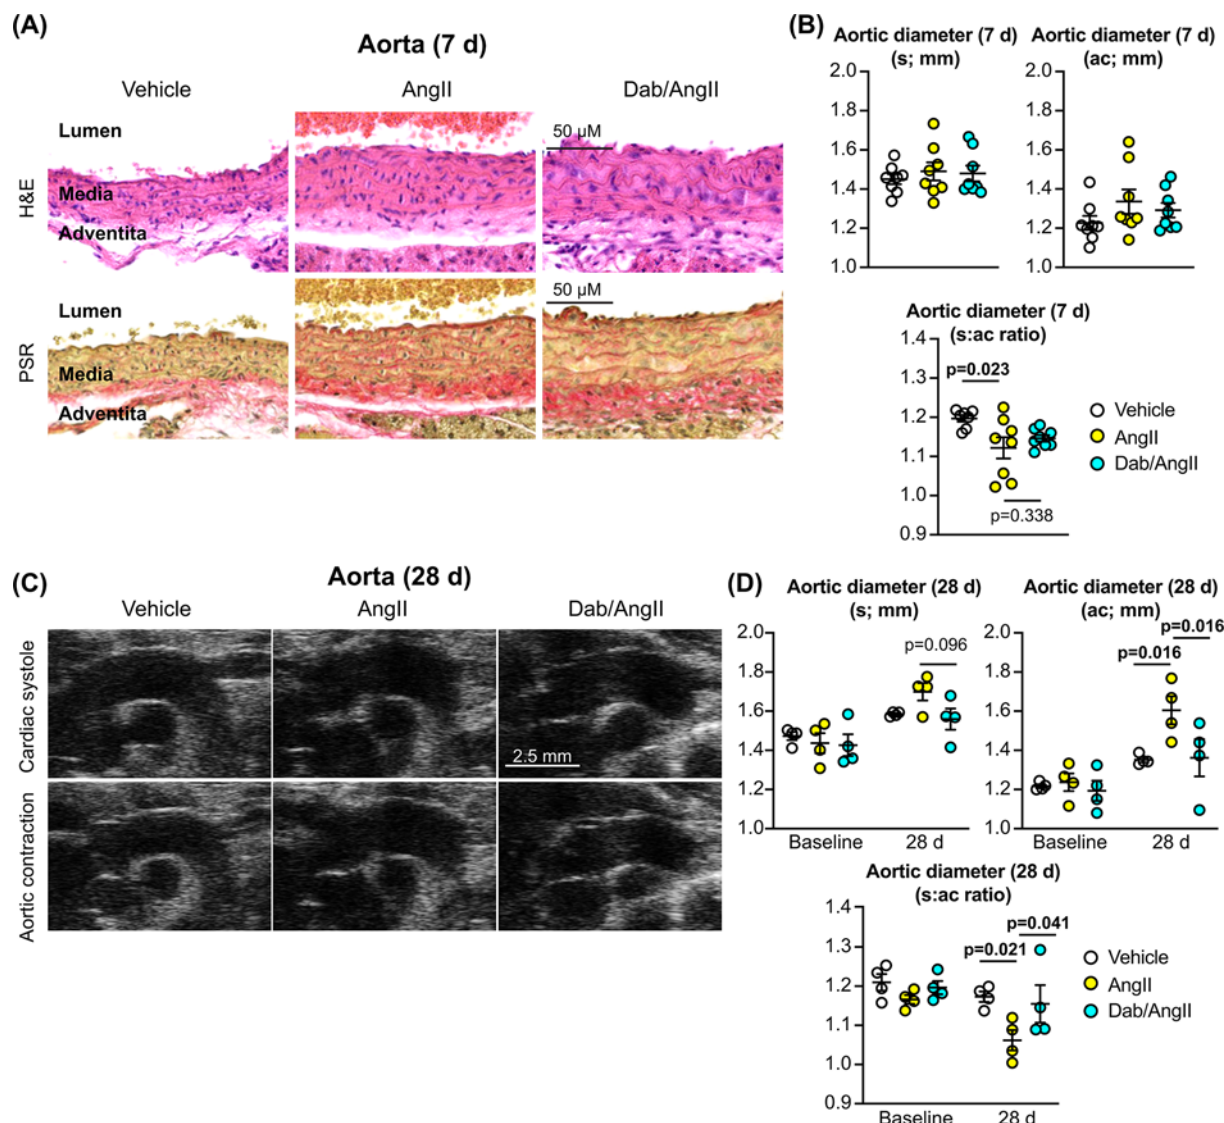 (A)
Aorta (7 d)
Vehicle
AngII
Dab/AngII
H&E
Lumen
Media
Adventita
50 µM
PSR
Lumen
Media
Adventita
50 µM
(B)
Aortic diameter (7 d)
(s; mm)
2.0
1.8
1.6
1.4
1.2
1.0
Aortic diameter (7 d)
(ac; mm)
2.0
1.8
1.6
1.4
1.2
1.0
Aortic diameter (7 d)
(s:ac ratio)
1.4
1.3
1.2
1.1
1.0
0.9
p=0.023
p=0.338
Vehicle
AngII
Dab/AngII
(C)
Aorta (28 d)
Vehicle
AngII
Dab/AngII
Cardiac systole
2.5 mm
Aortic contraction
(D)
Aortic diameter (28 d)
(s; mm)
2.0
1.8
1.6
1.4
1.2
1.0
p=0.096
Baseline
28 d
Aortic diameter (28 d)
(ac; mm)
2.0
1.8
1.6
1.4
1.2
1.0
p=0.016
p=0.016
Baseline
28 d
Aortic diameter (28 d)
(s:ac ratio)
1.4
1.3
1.2
1.1
1.0
0.9
p=0.041
p=0.021
Baseline
28 d
Vehicle
AngII
Dab/AngII